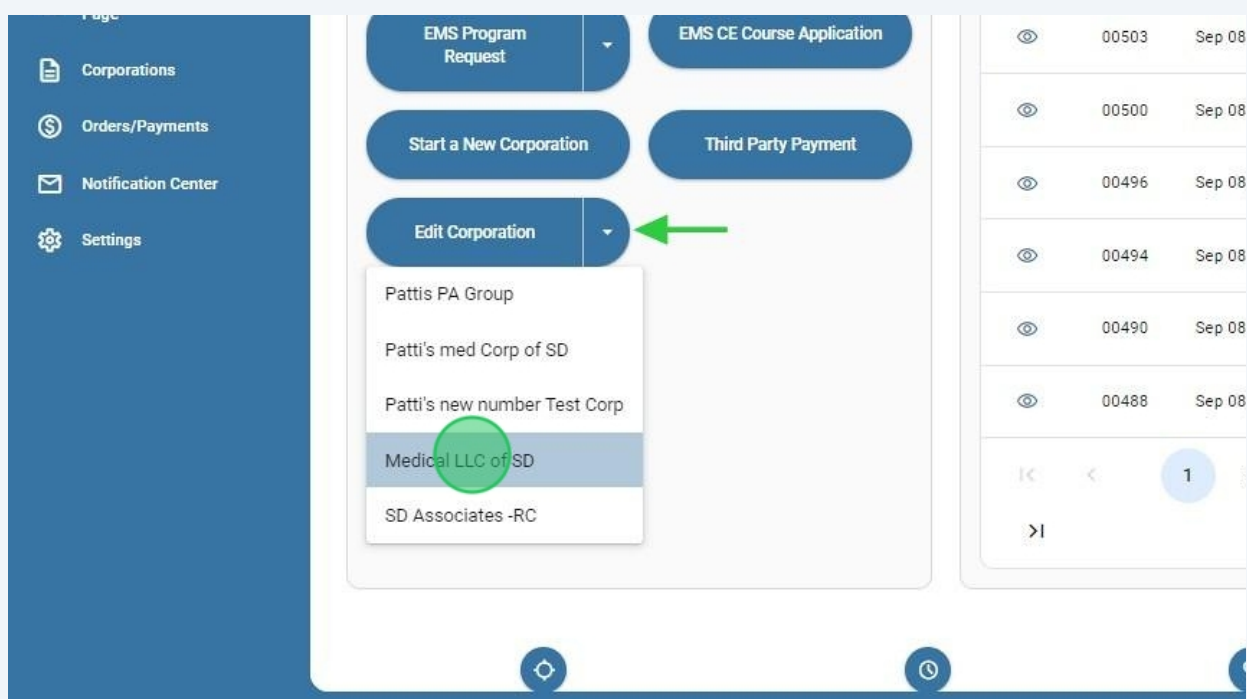 Page
Corporations
Orders/Payments
Notification Center
Settings
EMS Program
Request
EMS CE Course Application
Start a New Corporation
Third Party Payment
Edit Corporation
Pattis PA Group
Patti's med Corp of SD
Patti's new number Test Corp
Medical LLC of SD
SD Associates -RC
00503 Sep 08
00500 Sep 08
00496 Sep 08
00494 Sep 08
00490 Sep 08
00488 Sep 08
1